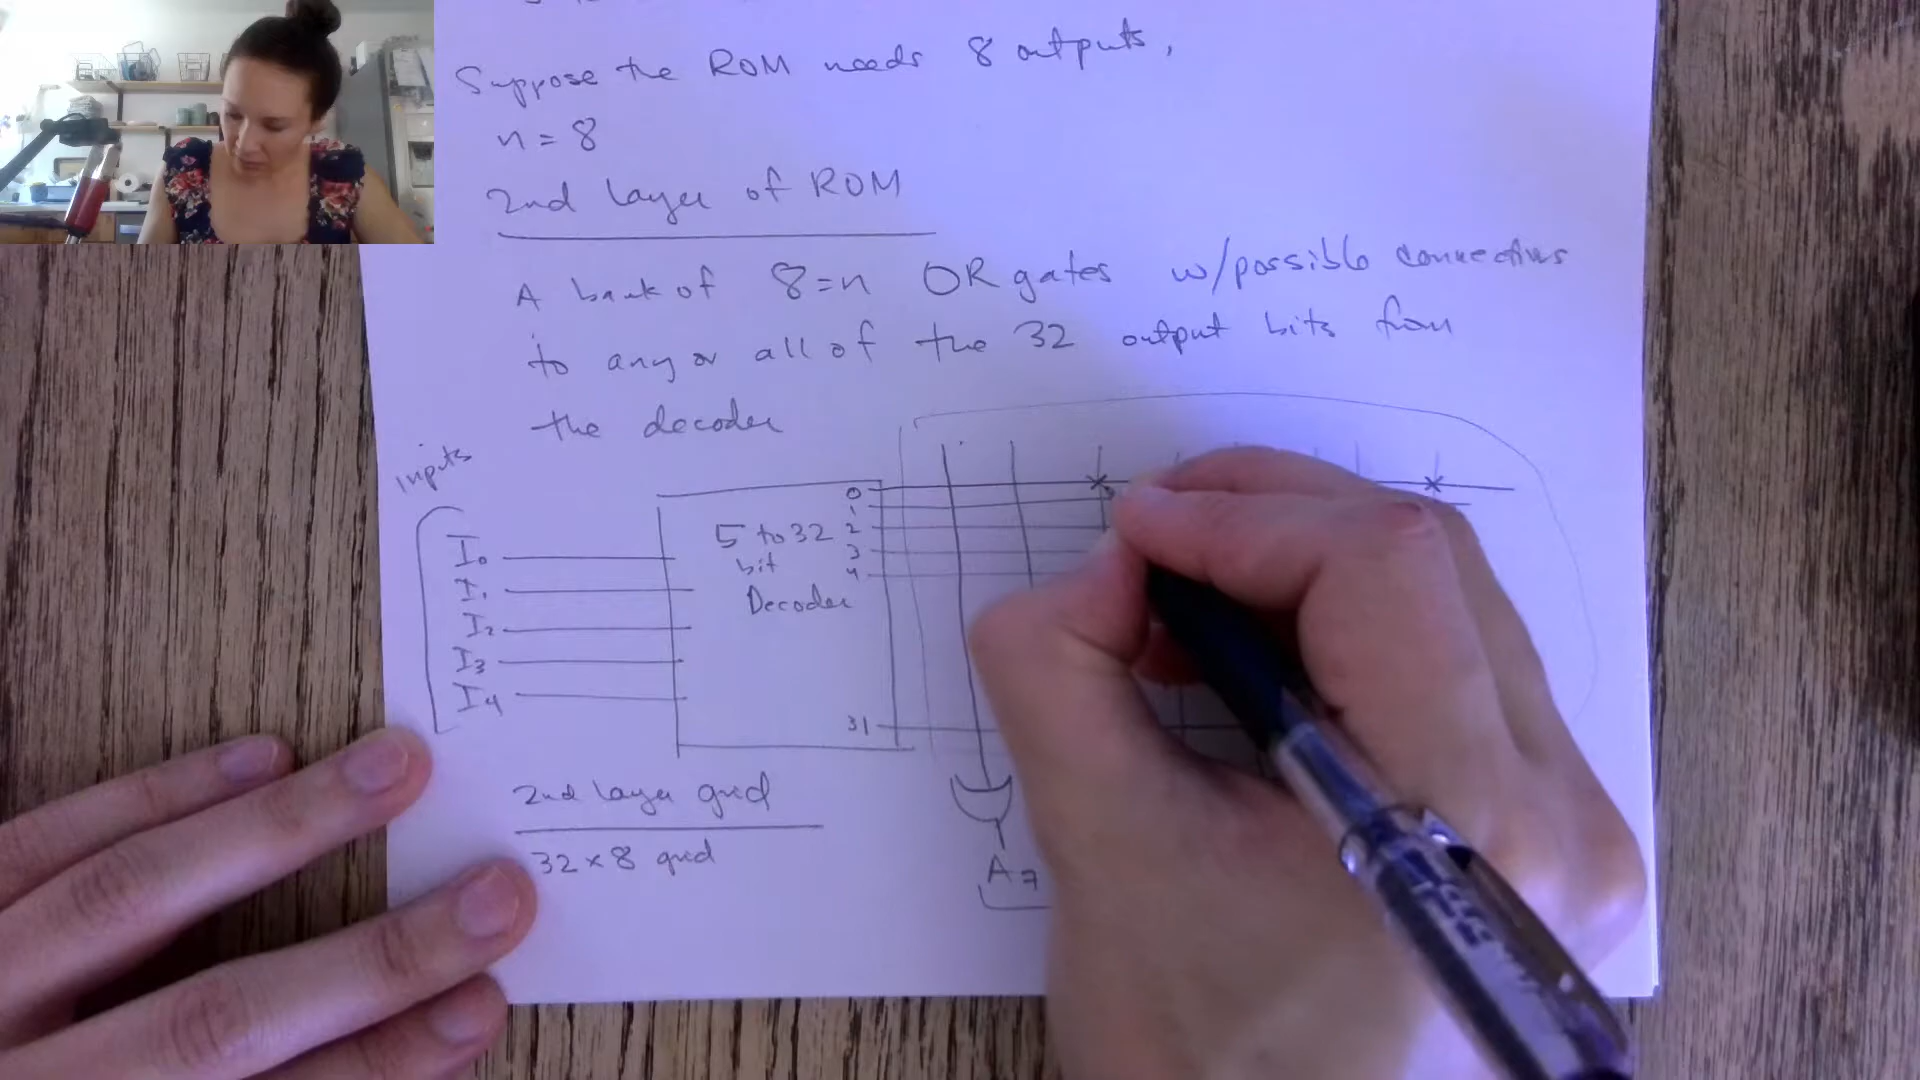 Suppose the ROM needs 8 outputs,
n = 8
2nd layer of ROM
A bank of 8=n OR gates w/possible connections
to any or all of the 32 output bits from
the decoder
Inputs
I0
I1
I2
I3
I4
5 to 32
bit
Decoder
0
1
2
3
4
31
2nd layer grid
32 x 8 grid
A7